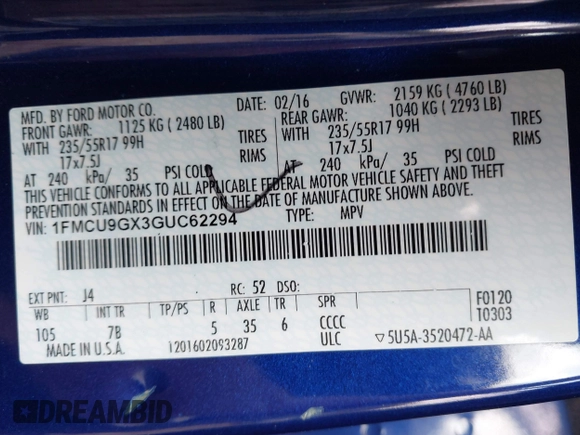 MFD. BY FORD MOTOR CO.
DATE: 02/16 GVWR: 2159 KG ( 4760 LB)
FRONT GAWR: 1125 KG ( 2480 LB) REAR GAWR: 1040 KG ( 2293 LB)
WITH 235/55R17 99H TIRES WITH 235/55R17 99H TIRES
17x7.5J RIMS 17x7.5J RIMS
AT 240 kPa/ 35 PSI COLD AT 240 kPa/ 35 PSI COLD
THIS VEHICLE CONFORMS TO ALL APPLICABLE FEDERAL MOTOR VEHICLE SAFETY AND THEFT
PREVENTION STANDARDS IN EFFECT ON THE DATE OF MANUFACTURE SHOWN ABOVE.
VIN: 1FMCU9GX3GUC62294 TYPE: MPV
EXT PNT: J4 RC: 52 DSO:
WB INT TR TP/PS R AXLE TR SPR F0120
105 7B 5 35 6 CCCC T0303
MADE IN U.S.A. 1201602093287 ULC ▽5U5A-3520472-AA
DREAMBID